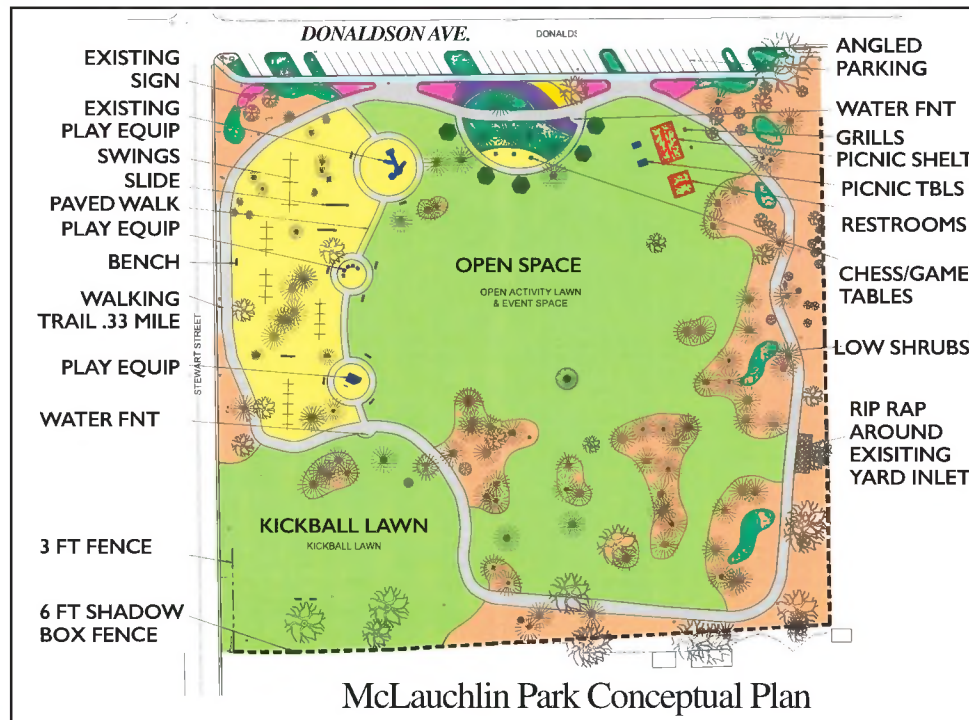 DONALDSON AVE.
DONALDS
EXISTING
SIGN
EXISTING
PLAY EQUIP
SWINGS
SLIDE
PAVED WALK
PLAY EQUIP
BENCH
WALKING
TRAIL .33 MILE
PLAY EQUIP
WATER FNT
3 FT FENCE
6 FT SHADOW
BOX FENCE
STEWART STREET
OPEN SPACE
OPEN ACTIVITY LAWN
& EVENT SPACE
KICKBALL LAWN
KICKBALL LAWN
ANGLED
PARKING
WATER FNT
GRILLS
PICNIC SHELT
PICNIC TBLS
RESTROOMS
CHESS/GAME
TABLES
LOW SHRUBS
RIP RAP
AROUND
EXISITING
YARD INLET
McLauchlin Park Conceptual Plan